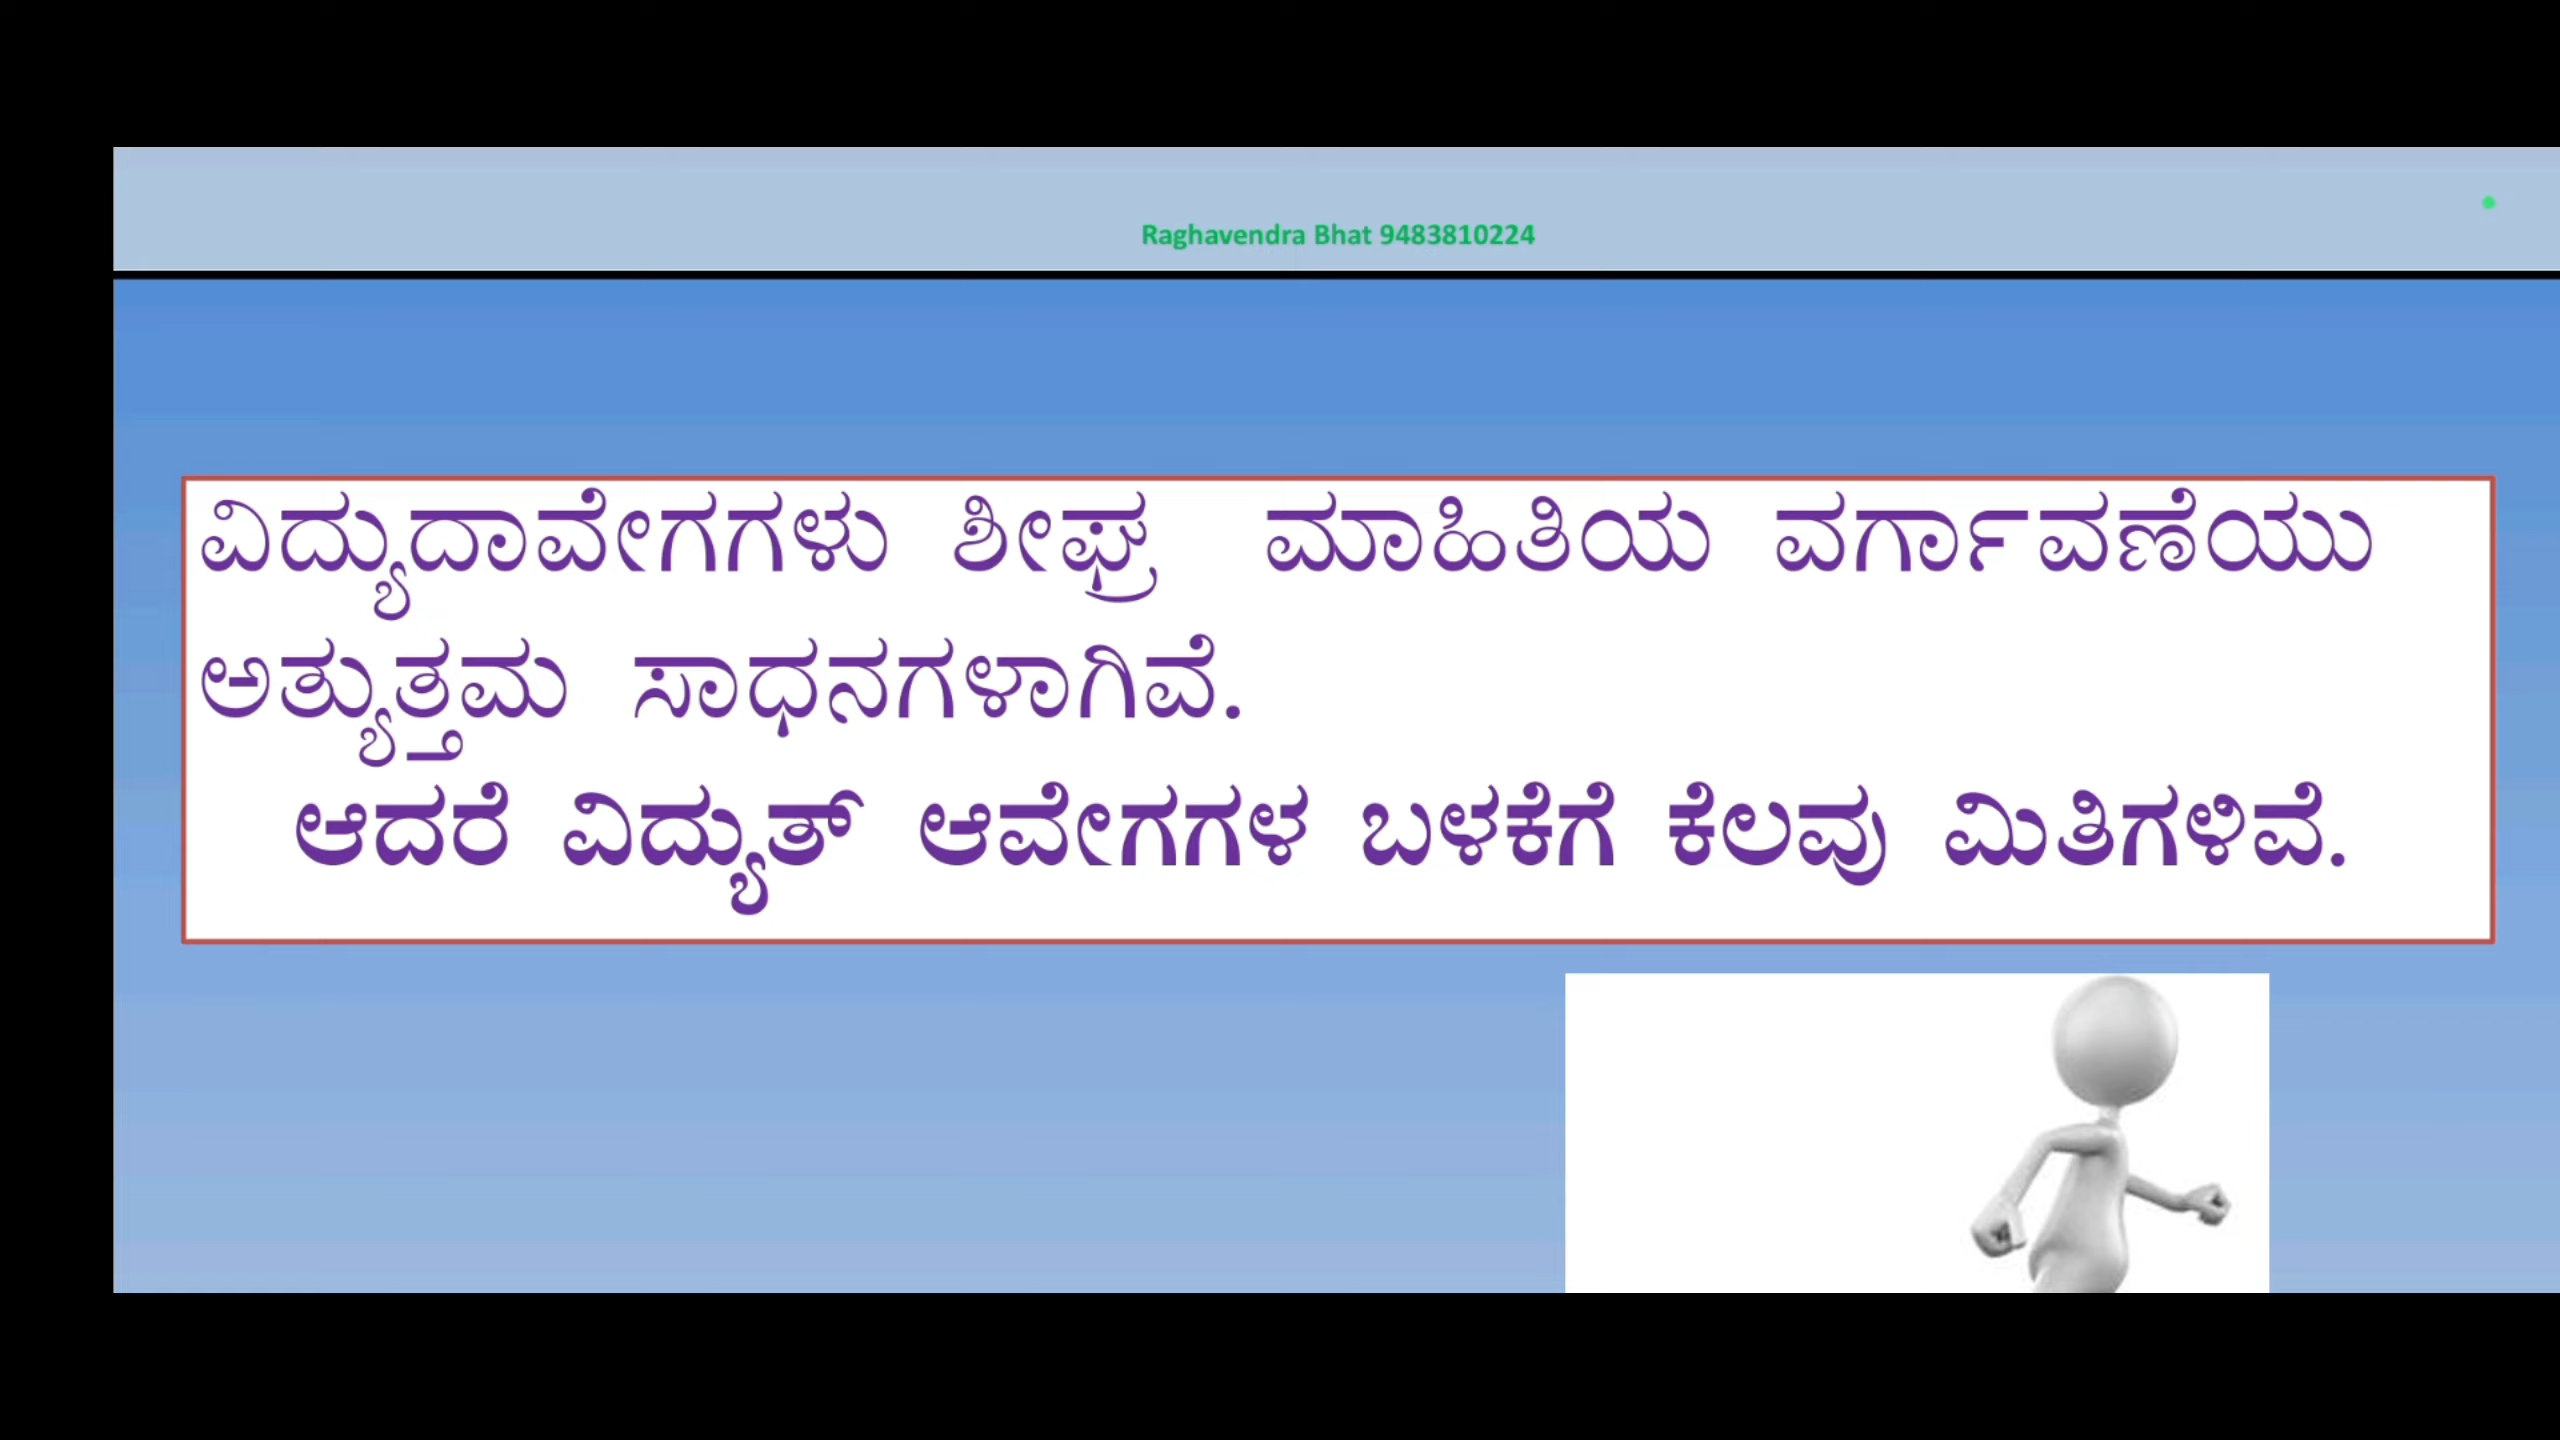 Raghavendra Bhat 9483810224
ವಿದ್ಯುದಾವೇಗಗಳು ಶೀಘ್ರ ಮಾಹಿತಿಯ ವರ್ಗಾವಣೆಯು
ಅತ್ಯುತ್ತಮ ಸಾಧನಗಳಾಗಿವೆ.
ಆದರೆ ವಿದ್ಯುತ್ ಆವೇಗಗಳ ಬಳಕೆಗೆ ಕೆಲವು ಮಿತಿಗಳಿವೆ.